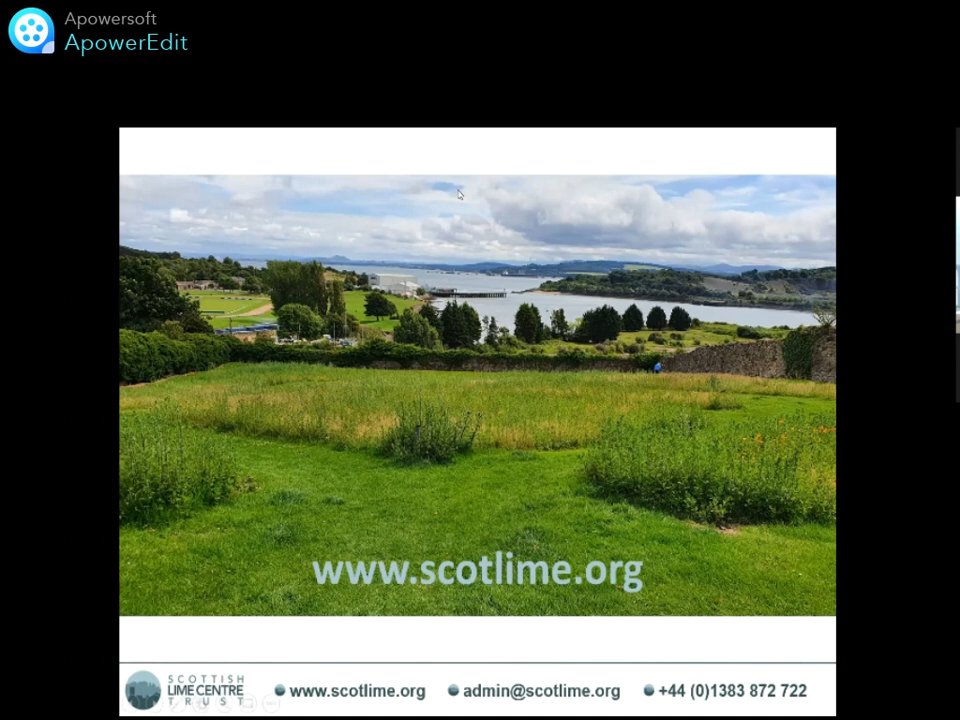 Apowersoft
ApowerEdit
www.scotlime.org
SCOTTISH
LIME CENTRE
TRUST
www.scotlime.org
admin@scotlime.org
+44 (0)1383 872 722